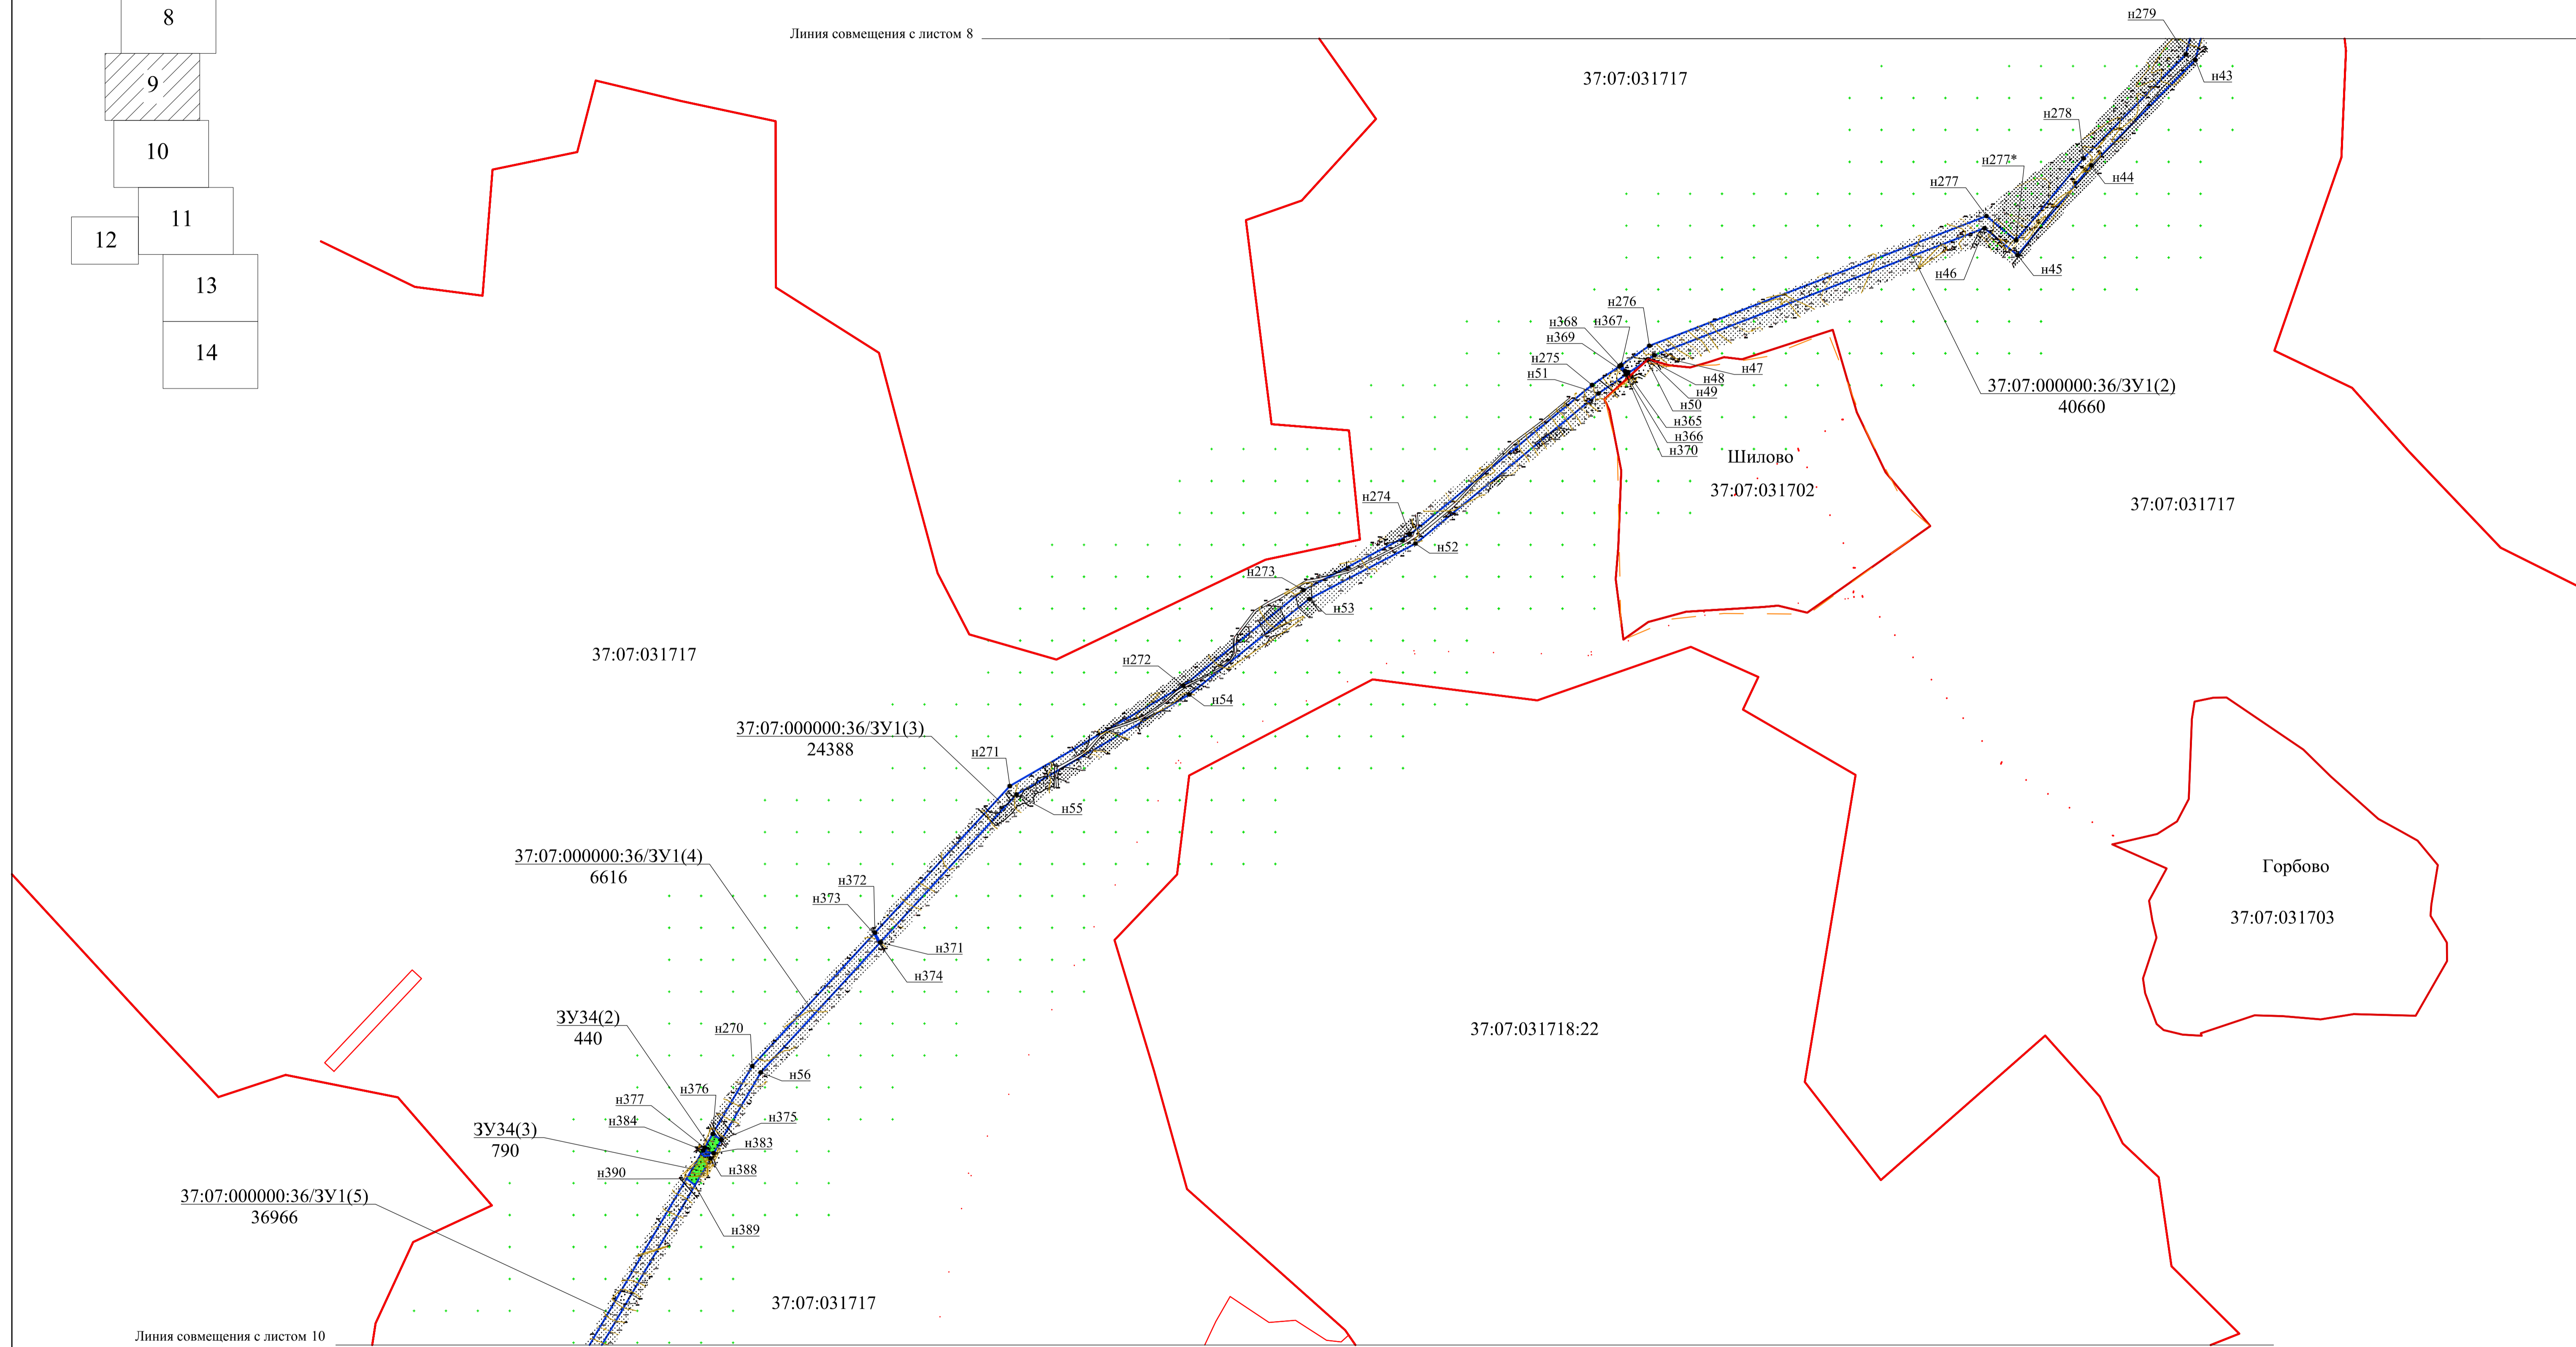 8
9
10
11
12
13
14
Линия совмещения с листом 8
37:07:031717
н279
н43
н278
н277*
н44
н277
н46
н45
н276
н368
н367
н369
н275
н51
н47
н48
н49
н50
н365
н366
н370
37:07:000000:36/ЗУ1(2)
40660
Шилово
37:07:031702
37:07:031717
н274
н52
н273
н53
37:07:031717
н272
н54
37:07:000000:36/ЗУ1(3)
24388
н271
н55
37:07:000000:36/ЗУ1(4)
6616
н372
н373
н371
н374
Горбово
37:07:031703
ЗУ34(2)
440
н270
н56
37:07:031718:22
н376
н377
н384
н375
н383
н388
ЗУ34(3)
790
н390
н389
37:07:000000:36/ЗУ1(5)
36966
37:07:031717
Линия совмещения с листом 10